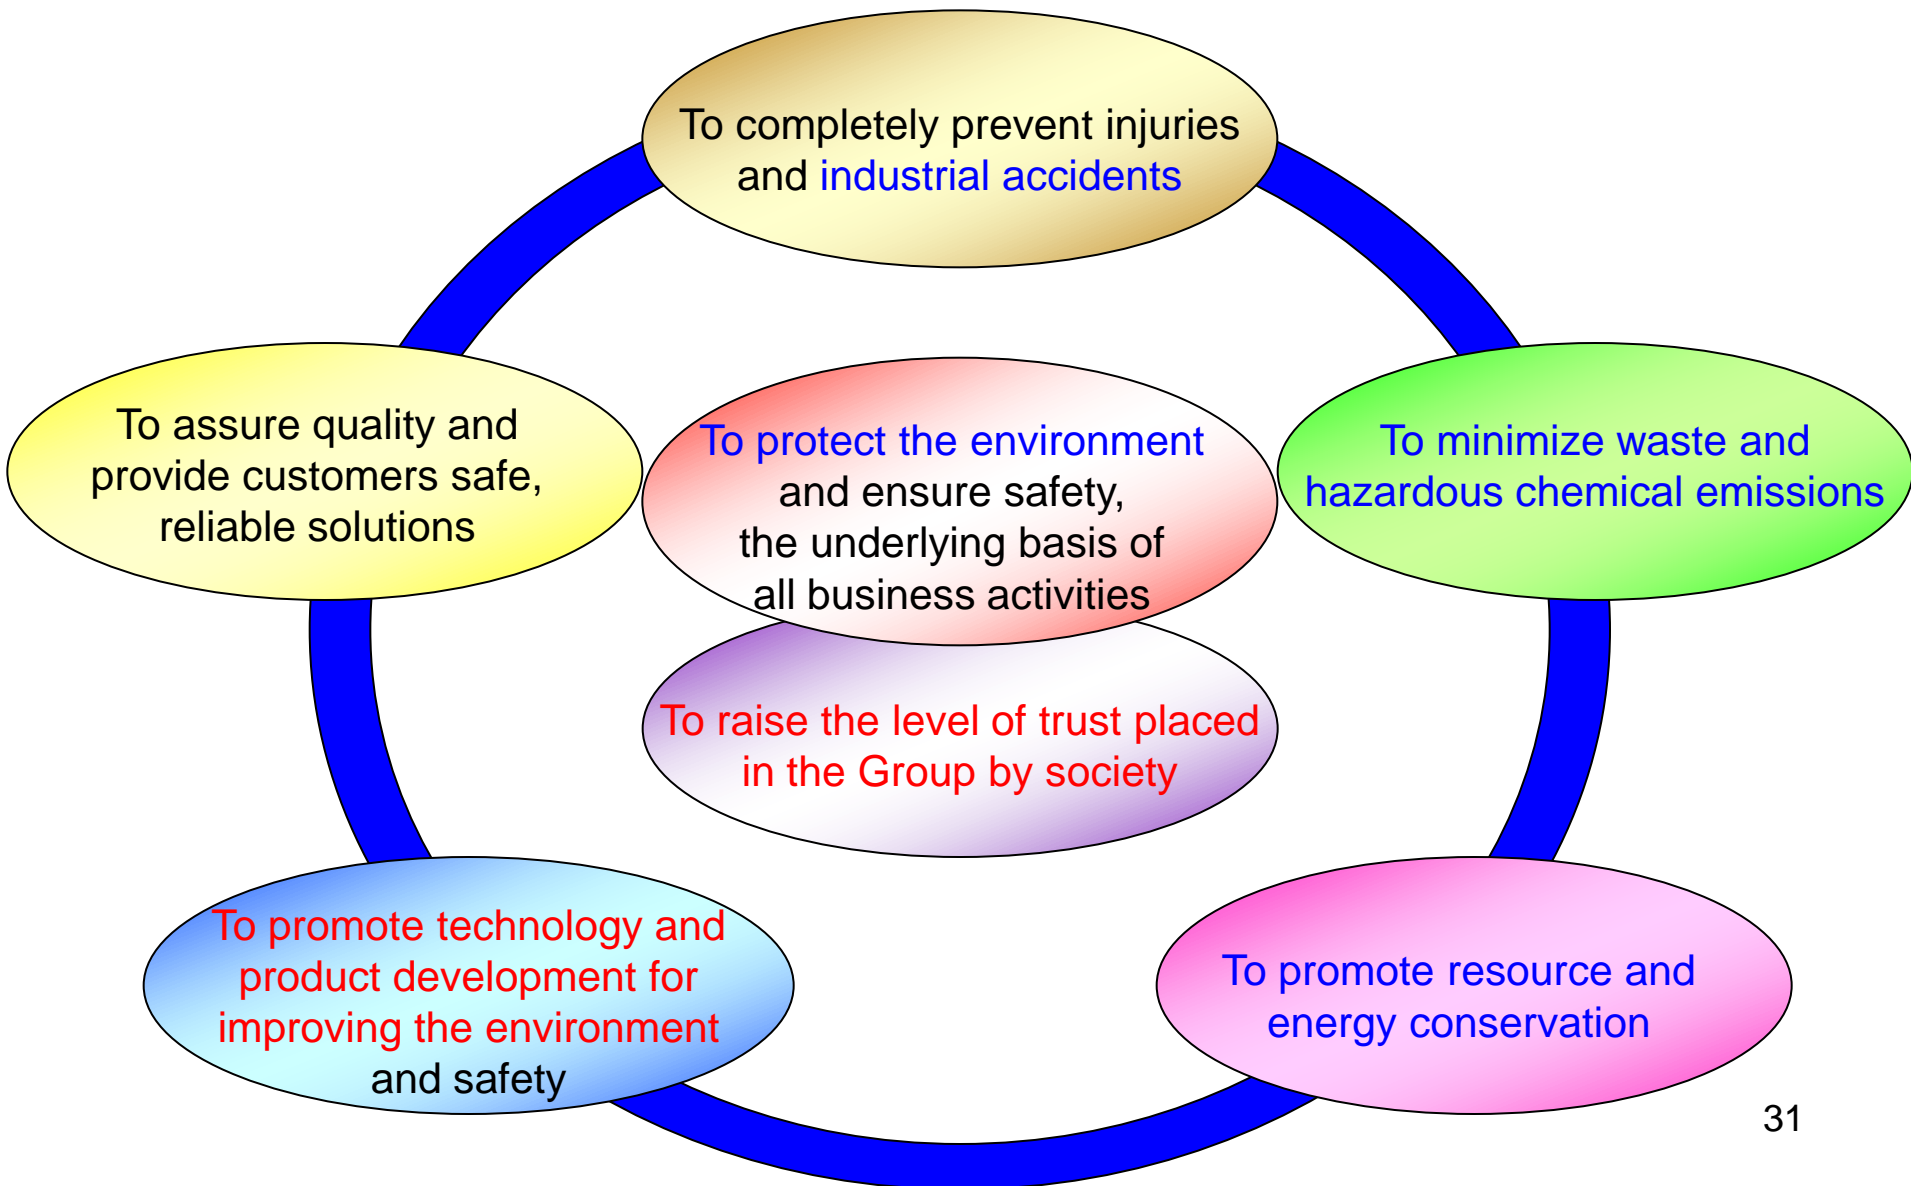 To completely prevent injuries
and industrial accidents
To assure quality and
provide customers safe,
reliable solutions
To protect the environment
and ensure safety,
the underlying basis of
all business activities
To minimize waste and
hazardous chemical emissions
To raise the level of trust placed
in the Group by society
To promote technology and
product development for
improving the environment
and safety
To promote resource and
energy conservation
31